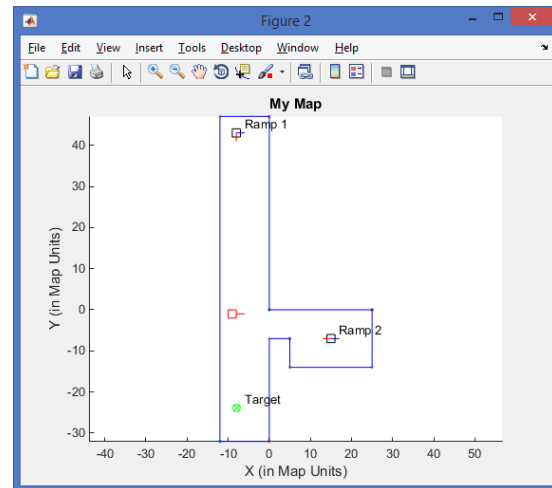 Figure 2
File Edit View Insert Tools Desktop Window Help
My Map
Ramp 1
40
30
20
10
0
Ramp 2
-10
Target
-20
-30
-40 -30 -20 -10 0 10 20 30 40 50
X (in Map Units)
Y (in Map Units)